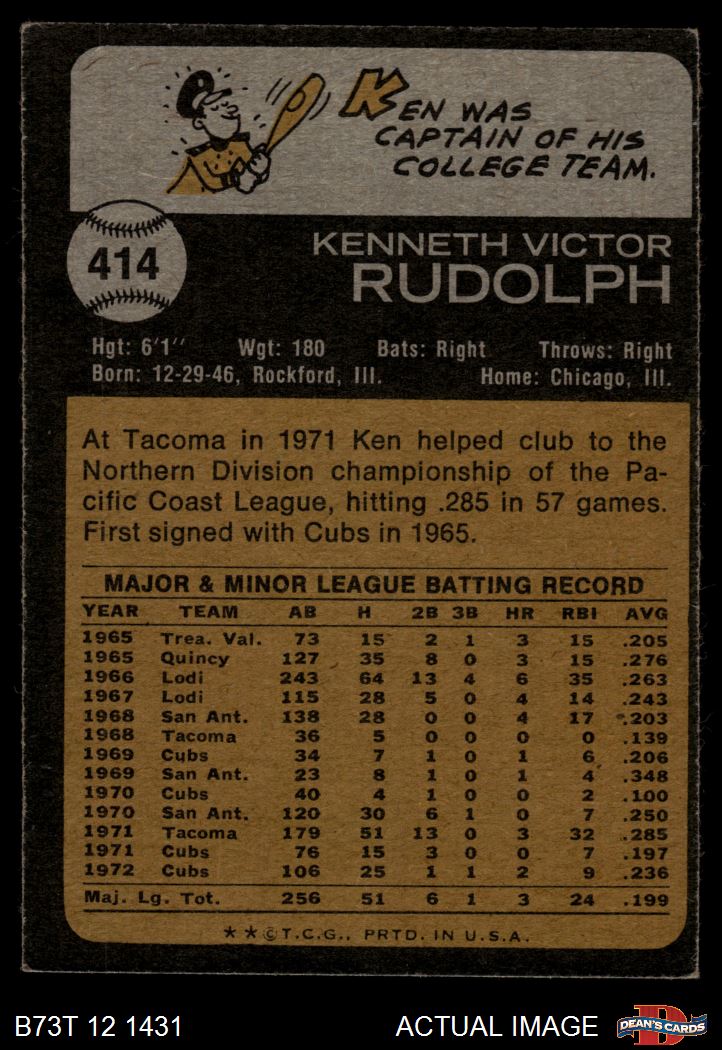 KEN WAS
CAPTAIN OF HIS
COLLEGE TEAM.
414
KENNETH VICTOR
RUDOLPH
Hgt: 6'1" Wgt: 180 Bats: Right Throws: Right
Born: 12-29-46, Rockford, Ill. Home: Chicago, Ill.
At Tacoma in 1971 Ken helped club to the
Northern Division championship of the Pa-
cific Coast League, hitting .285 in 57 games.
First signed with Cubs in 1965.
MAJOR & MINOR LEAGUE BATTING RECORD
YEAR TEAM AB H 2B 3B HR RBI AVG
1965 Trea. Val. 73 15 2 1 3 15 .205
1965 Quincy 127 35 8 0 3 15 .276
1966 Lodi 243 64 13 4 6 35 .263
1967 Lodi 115 28 5 0 4 14 .243
1968 San Ant. 138 28 0 0 4 17 .203
1968 Tacoma 36 5 0 0 0 0 .139
1969 Cubs 34 7 1 0 1 6 .206
1969 San Ant. 23 8 1 0 1 4 .348
1970 Cubs 40 4 1 0 0 2 .100
1970 San Ant. 120 30 6 1 0 7 .250
1971 Tacoma 179 51 13 0 3 32 .285
1971 Cubs 76 15 3 0 0 7 .197
1972 Cubs 106 25 1 1 2 9 .236
Maj. Lg. Tot. 256 51 6 1 3 24 .199
★★©T.C.G., PRTD. IN U.S.A.
B73T 12 1431 ACTUAL IMAGE DEAN'S CARDS